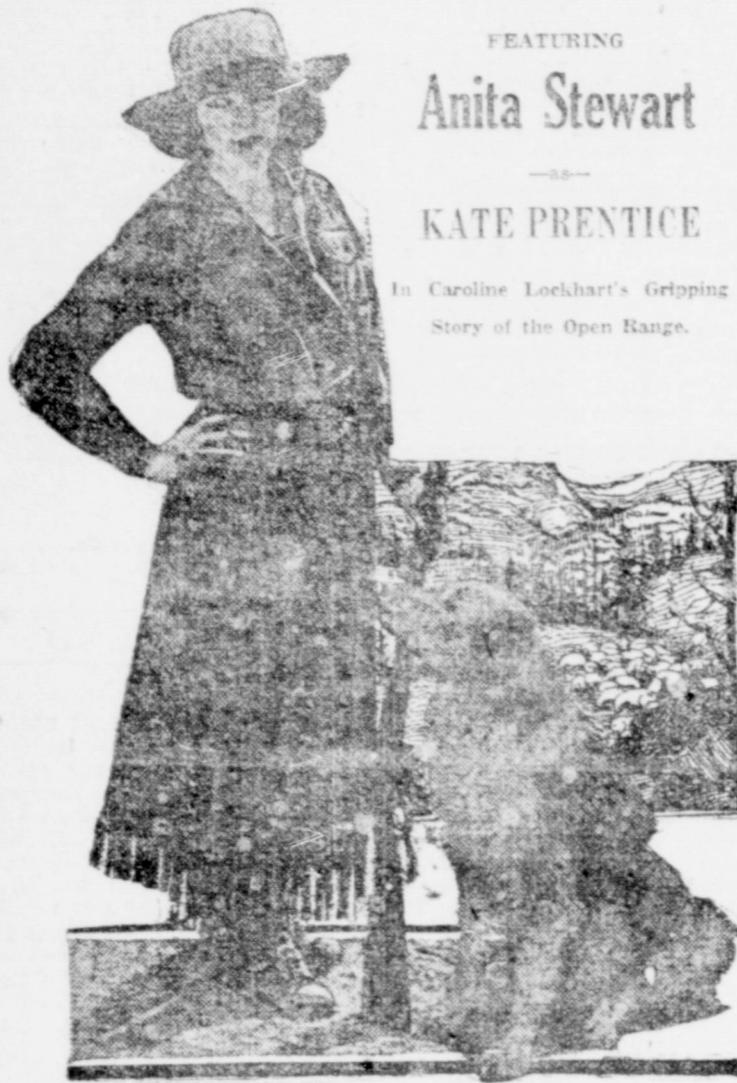 FEATURING
Anita Stewart
—as—
KATE PRENTICE
In Caroline Lockhart's Gripping
Story of the Open Range.